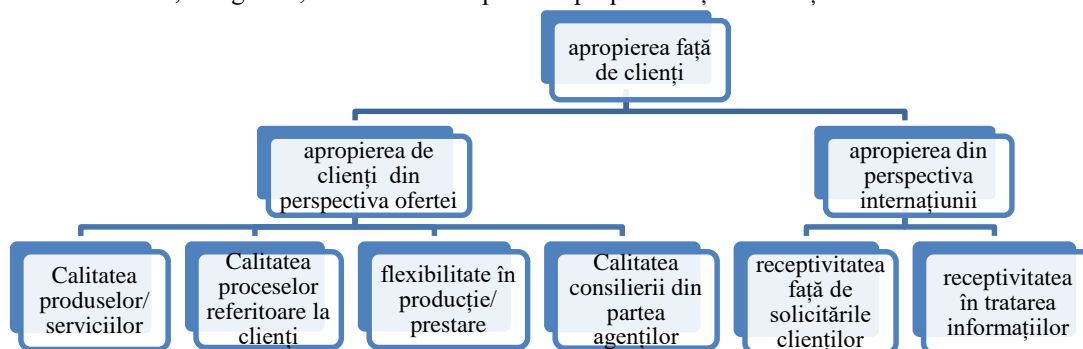 apropierea față
de clienți
apropierea de
clienți din
perspectiva ofertei
apropierea din
perspectiva
internațiunii
Calitatea
produselor/
serviciilor
Calitatea
proceselor
referitoare la
clienți
flexibilitate în
producție/
prestare
Calitatea
consilierii din
partea
agenților
receptivitatea
față de
solicitările
clienților
receptivitatea
în tratarea
informațiilor